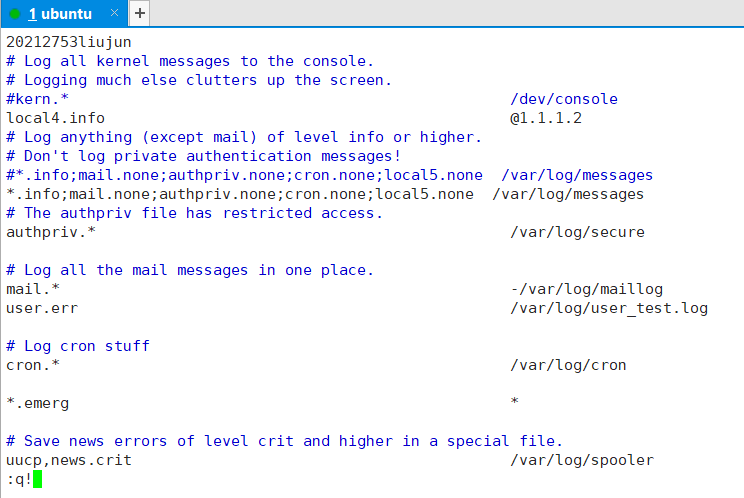 1 ubuntu × +
20212753liujun
# Log all kernel messages to the console.
# Logging much else clutters up the screen.
#kern.* /dev/console
local4.info @1.1.1.2
# Log anything (except mail) of level info or higher.
# Don't log private authentication messages!
#*.info;mail.none;authpriv.none;cron.none;local5.none /var/log/messages
*.info;mail.none;authpriv.none;cron.none;local5.none /var/log/messages
# The authpriv file has restricted access.
authpriv.* /var/log/secure
# Log all the mail messages in one place.
mail.* -/var/log/maillog
user.err /var/log/user_test.log
# Log cron stuff
cron.* /var/log/cron
*.emerg *
# Save news errors of level crit and higher in a special file.
uucp,news.crit /var/log/spooler
:q!